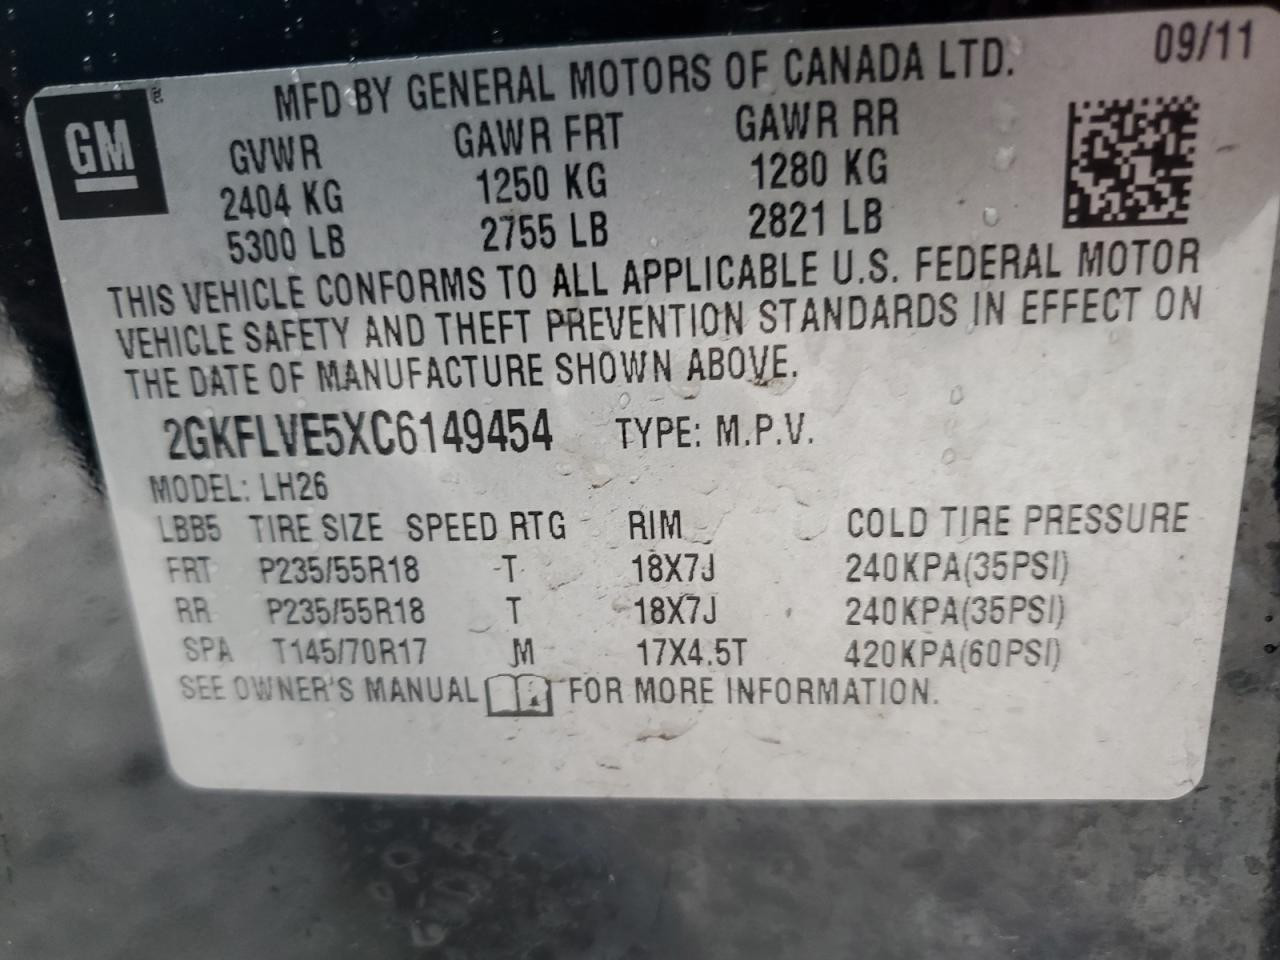 09/11
GM
MFD BY GENERAL MOTORS OF CANADA LTD.
GVWR GAWR FRT GAWR RR
2404 KG 1250 KG 1280 KG
5300 LB 2755 LB 2821 LB
THIS VEHICLE CONFORMS TO ALL APPLICABLE U.S. FEDERAL MOTOR
VEHICLE SAFETY AND THEFT PREVENTION STANDARDS IN EFFECT ON
THE DATE OF MANUFACTURE SHOWN ABOVE.
2GKFLVE5XC6149454 TYPE: M.P.V.
MODEL: LH26
LBB5 TIRE SIZE SPEED RTG RIM COLD TIRE PRESSURE
FRT P235/55R18 T 18X7J 240KPA(35PSI)
RR P235/55R18 T 18X7J 240KPA(35PSI)
SPA T145/70R17 M 17X4.5T 420KPA(60PSI)
SEE OWNER'S MANUAL FOR MORE INFORMATION.